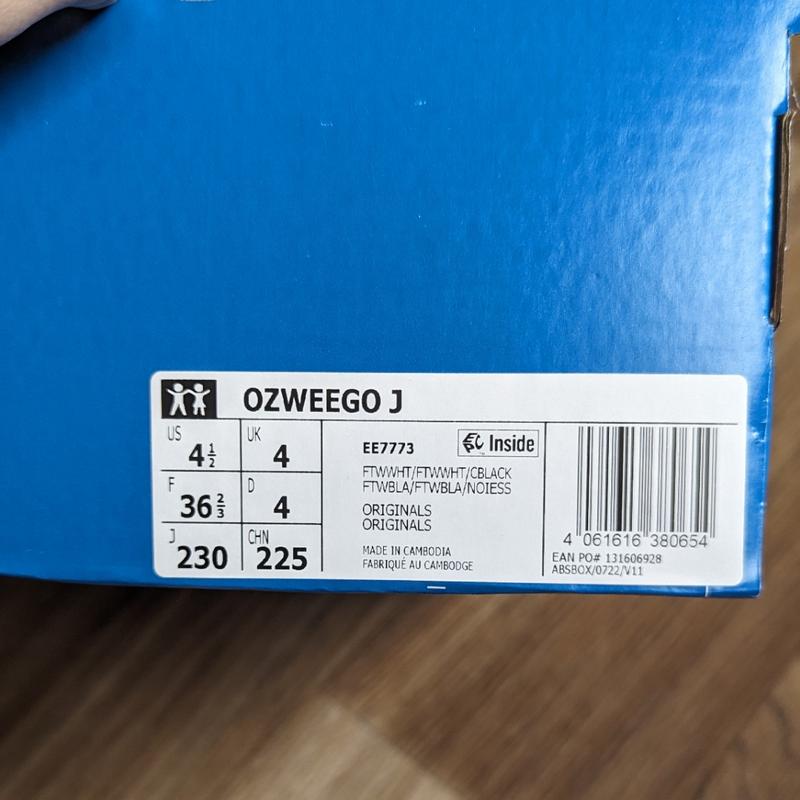 OZWEEGO J
US
4 1/2
UK
4
F
36 2/3
D
4
J
230
CHN
225
EE7773
Inside
FTWWHT/FTWWHT/CBLACK
FTWBLA/FTWBLA/NOIESS
ORIGINALS
ORIGINALS
MADE IN CAMBODIA
FABRIQUÉ AU CAMBODGE
4 061616 380654
EAN PO# 131606928
ABSBOX/0722/V11